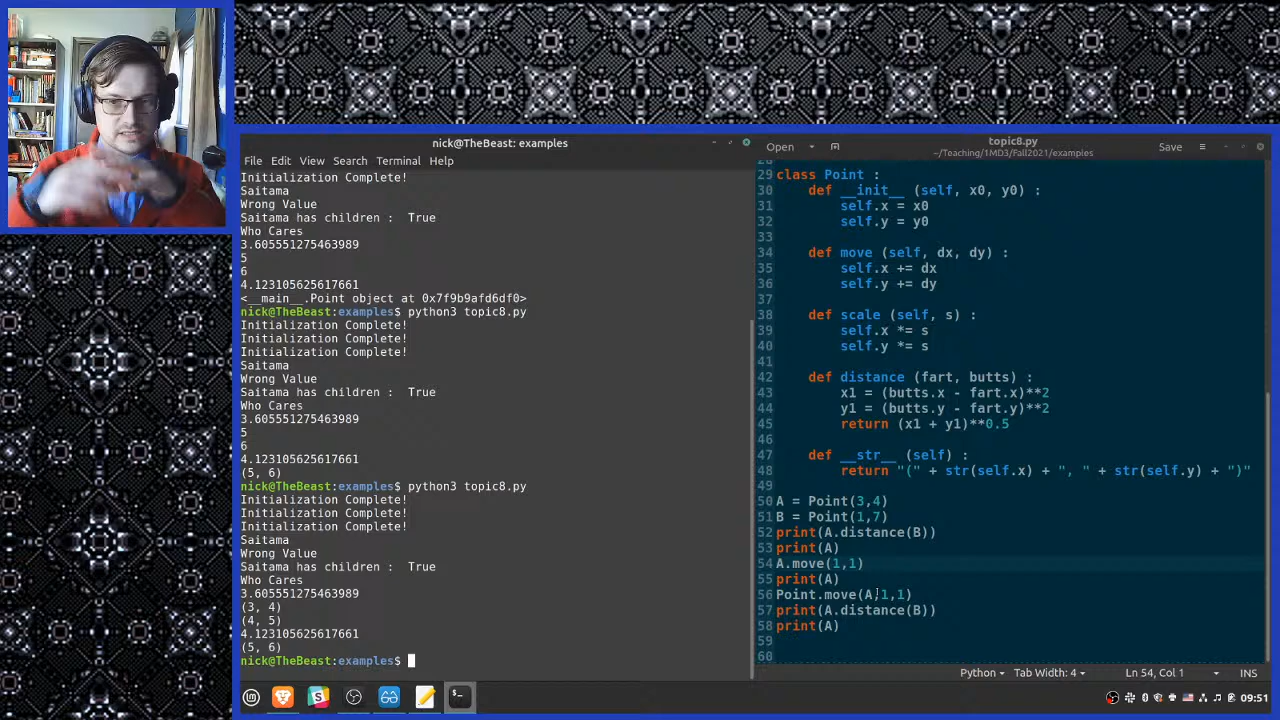 nick@TheBeast: examples
File Edit View Search Terminal Help
Initialization Complete!
Saitama
Wrong Value
Saitama has children :  True
Who Cares
3.605551275463989
5
6
4.123105625617661
<__main__.Point object at 0x7f9b9afd6df0>
nick@TheBeast:examples$ python3 topic8.py
Initialization Complete!
Initialization Complete!
Initialization Complete!
Saitama
Wrong Value
Saitama has children :  True
Who Cares
3.605551275463989
5
6
4.123105625617661
(5, 6)
nick@TheBeast:examples$ python3 topic8.py
Initialization Complete!
Initialization Complete!
Initialization Complete!
Saitama
Wrong Value
Saitama has children :  True
Who Cares
3.605551275463989
(3, 4)
(4, 5)
4.123105625617661
(5, 6)
nick@TheBeast:examples$
Open
topic8.py
~/Teaching/1MD3/Fall2021/examples
Save
28
29 class Point :
30     def __init__ (self, x0, y0) :
31         self.x = x0
32         self.y = y0
33
34     def move (self, dx, dy) :
35         self.x += dx
36         self.y += dy
37
38     def scale (self, s) :
39         self.x *= s
40         self.y *= s
41
42     def distance (fart, butts) :
43         x1 = (butts.x - fart.x)**2
44         y1 = (butts.y - fart.y)**2
45         return (x1 + y1)**0.5
46
47     def __str__ (self) :
48         return "(" + str(self.x) + ", " + str(self.y) + ")"
49
50 A = Point(3,4)
51 B = Point(1,7)
52 print(A.distance(B))
53 print(A)
54 A.move(1,1)
55 print(A)
56 Point.move(A,1,1)
57 print(A.distance(B))
58 print(A)
59
60
Python Tab Width: 4 Ln 54, Col 1 INS
09:51